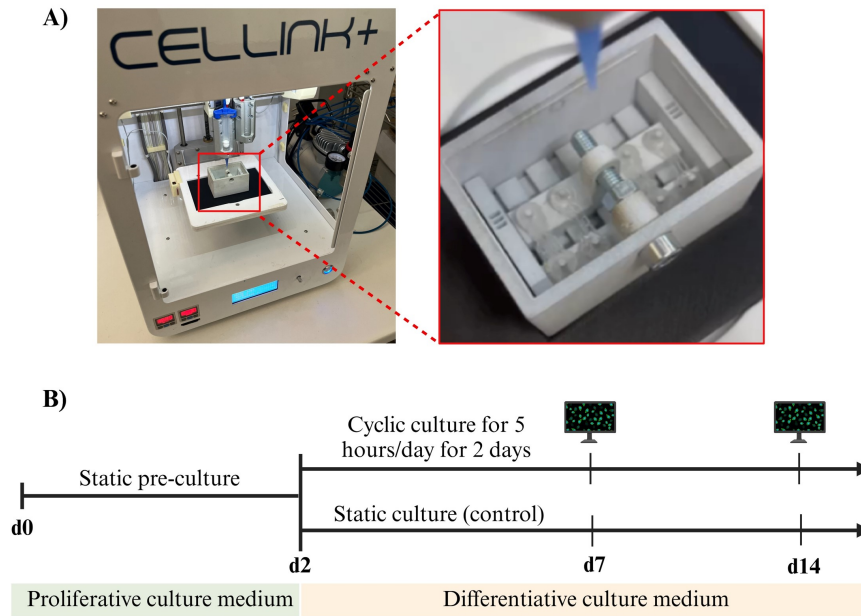 A)
CELLINK+
B)
Cyclic culture for 5
hours/day for 2 days
Static pre-culture
Static culture (control)
d0
d2
d7
d14
Proliferative culture medium
Differentiative culture medium